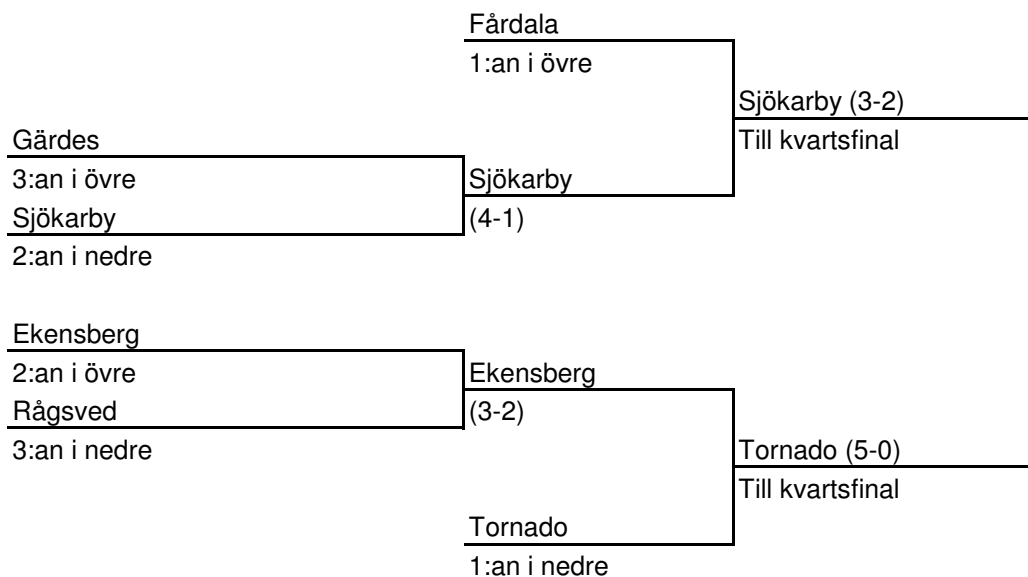 Fårdala
1:an i övre
Sjökarby (3-2)
Till kvartsfinal
Gärdes
3:an i övre
Sjökarby
Sjökarby
(4-1)
2:an i nedre
Ekensberg
2:an i övre
Ekensberg
Rågsved
(3-2)
3:an i nedre
Tornado (5-0)
Till kvartsfinal
Tornado
1:an i nedre